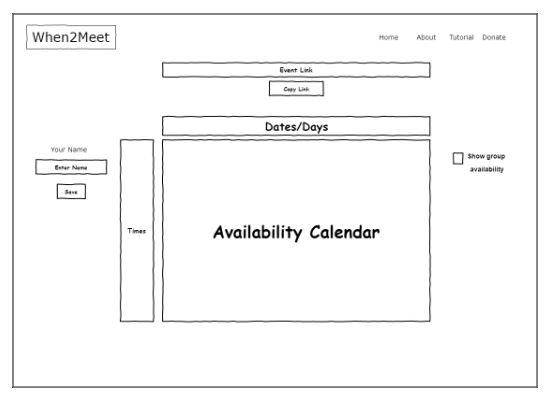 When2Meet
Home About Tutorial Donate
Event Link
Copy Link
Dates/Days
Your Name
Enter Name
Save
Times
Availability Calendar
Show group
availability